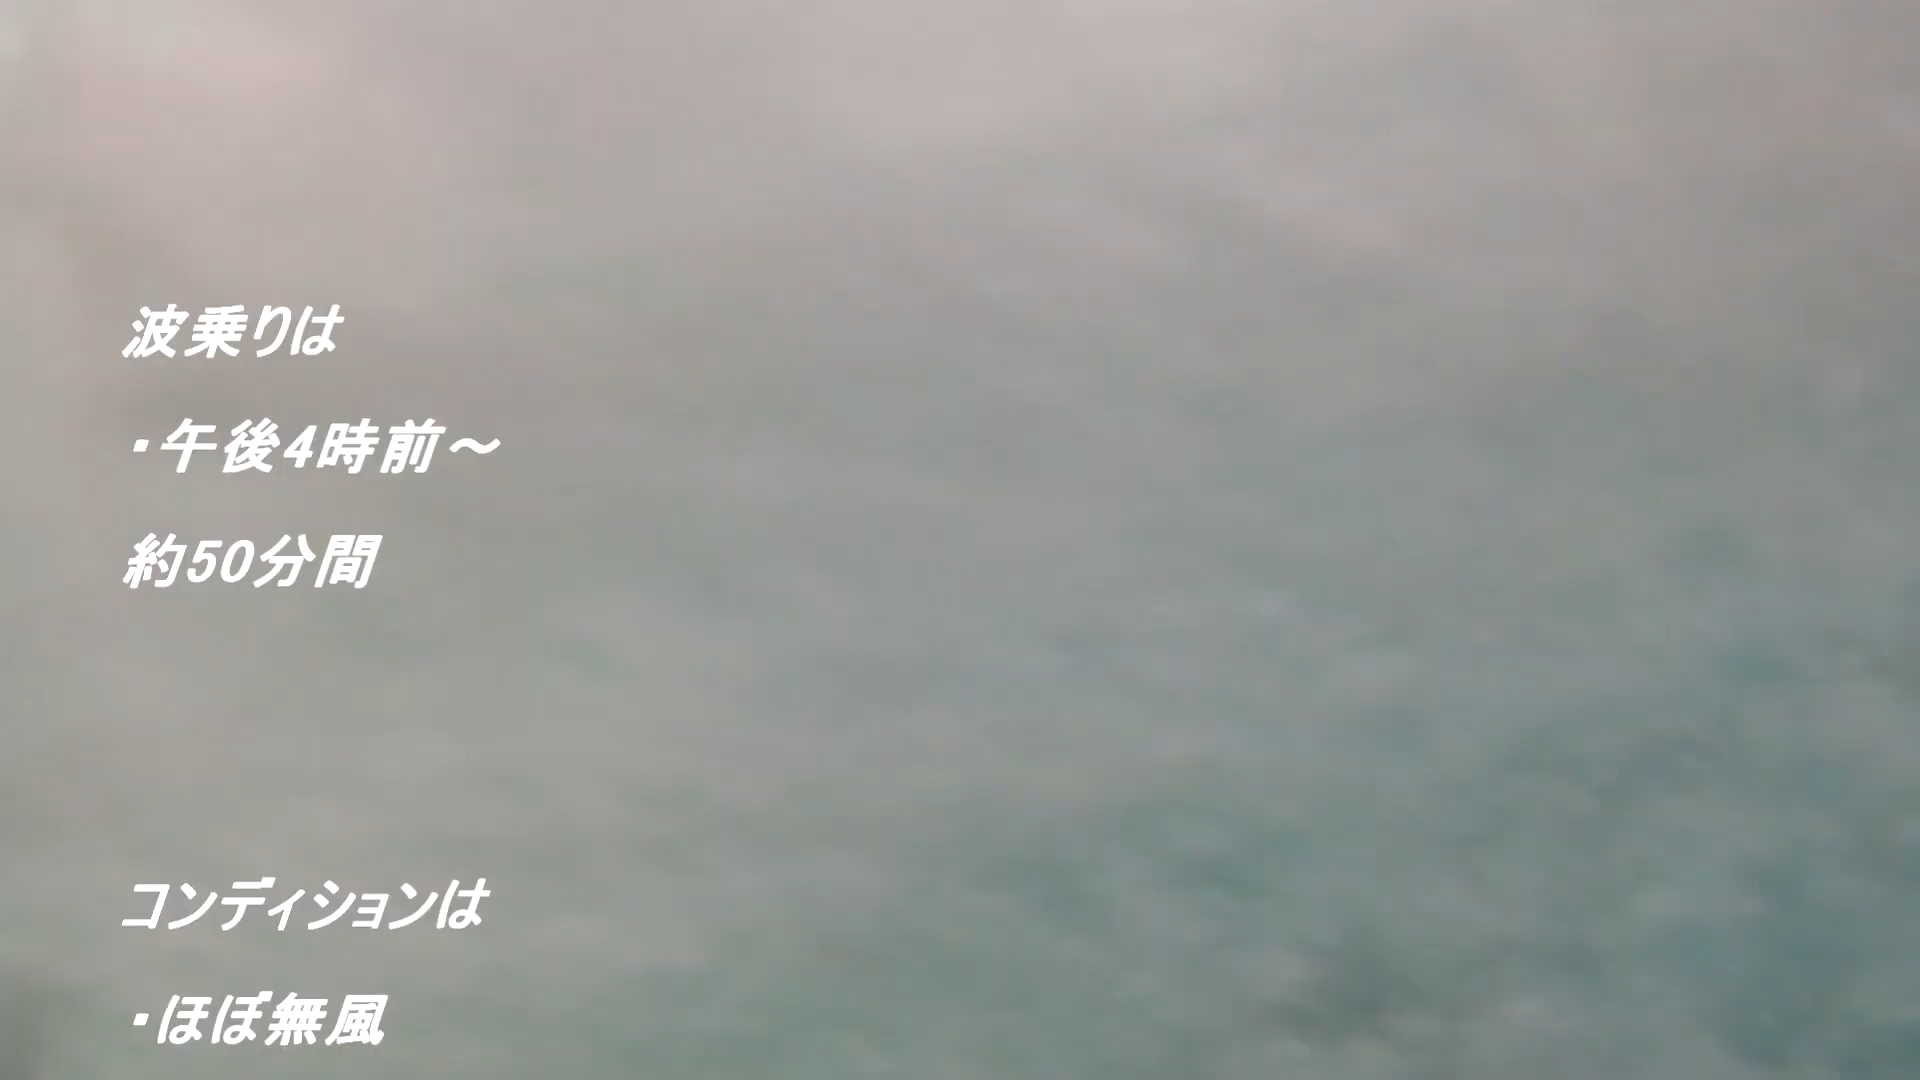 波乗りは
・午後4時前～
約50分間
コンディションは
・ほぼ無風